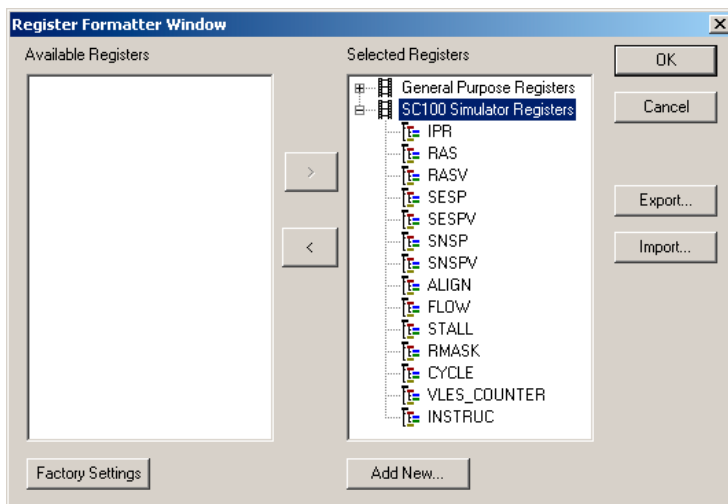 Register Formatter Window
Available Registers
Selected Registers
OK
Cancel
General Purpose Registers
SC100 Simulator Registers
IPR
RAS
RASV
SESP
SESPV
SNSP
SNSPV
ALIGN
FLOW
STALL
RMASK
CYCLE
VLES_COUNTER
INSTRUC
>
<
Export...
Import...
Factory Settings
Add New...